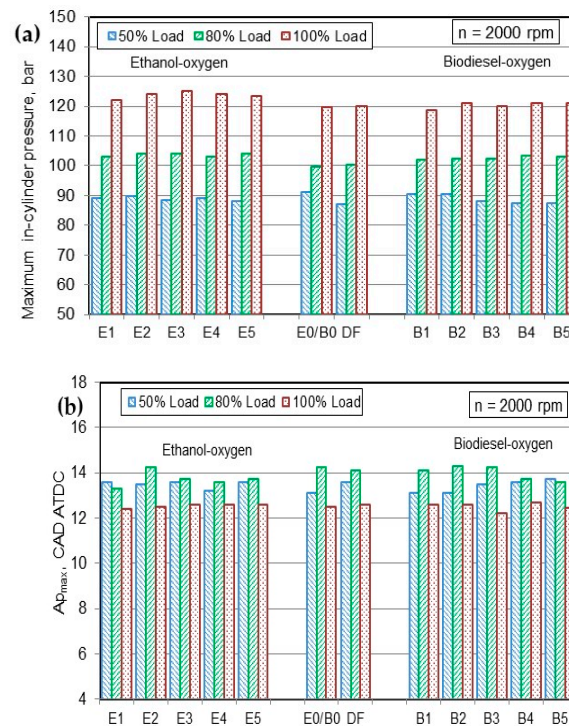 (a)
150
140
130
120
110
100
90
80
70
60
50
Maximum in-cylinder pressure, bar
50% Load 80% Load 100% Load
n = 2000 rpm
Ethanol-oxygen
Biodiesel-oxygen
E1 E2 E3 E4 E5 E0/B0 DF B1 B2 B3 B4 B5
(b)
18
16
14
12
10
8
6
4
Apmax, CAD ATDC
50% Load 80% Load 100% Load
n = 2000 rpm
Ethanol-oxygen
Biodiesel-oxygen
E1 E2 E3 E4 E5 E0/B0 DF B1 B2 B3 B4 B5